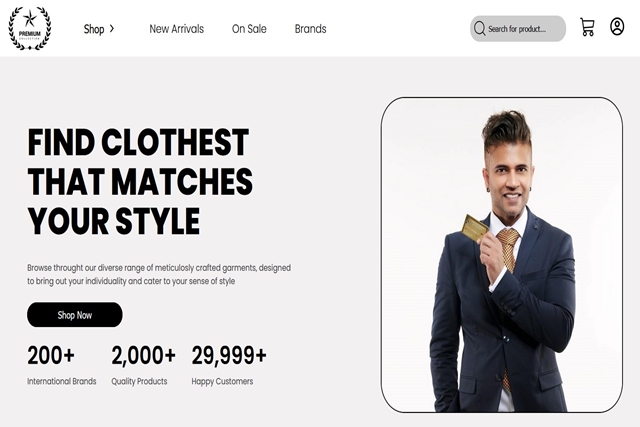 PREMIUM
Shop
New Arrivals
On Sale
Brands
Search for product...
FIND CLOTHEST
THAT MATCHES
YOUR STYLE
Browse throught our diverse range of meticulosly crafted garments, designed
to bring out your individuality and cater to your sense of style
Shop Now
200+
2,000+
29,999+
International Brands
Quality Products
Happy Customers